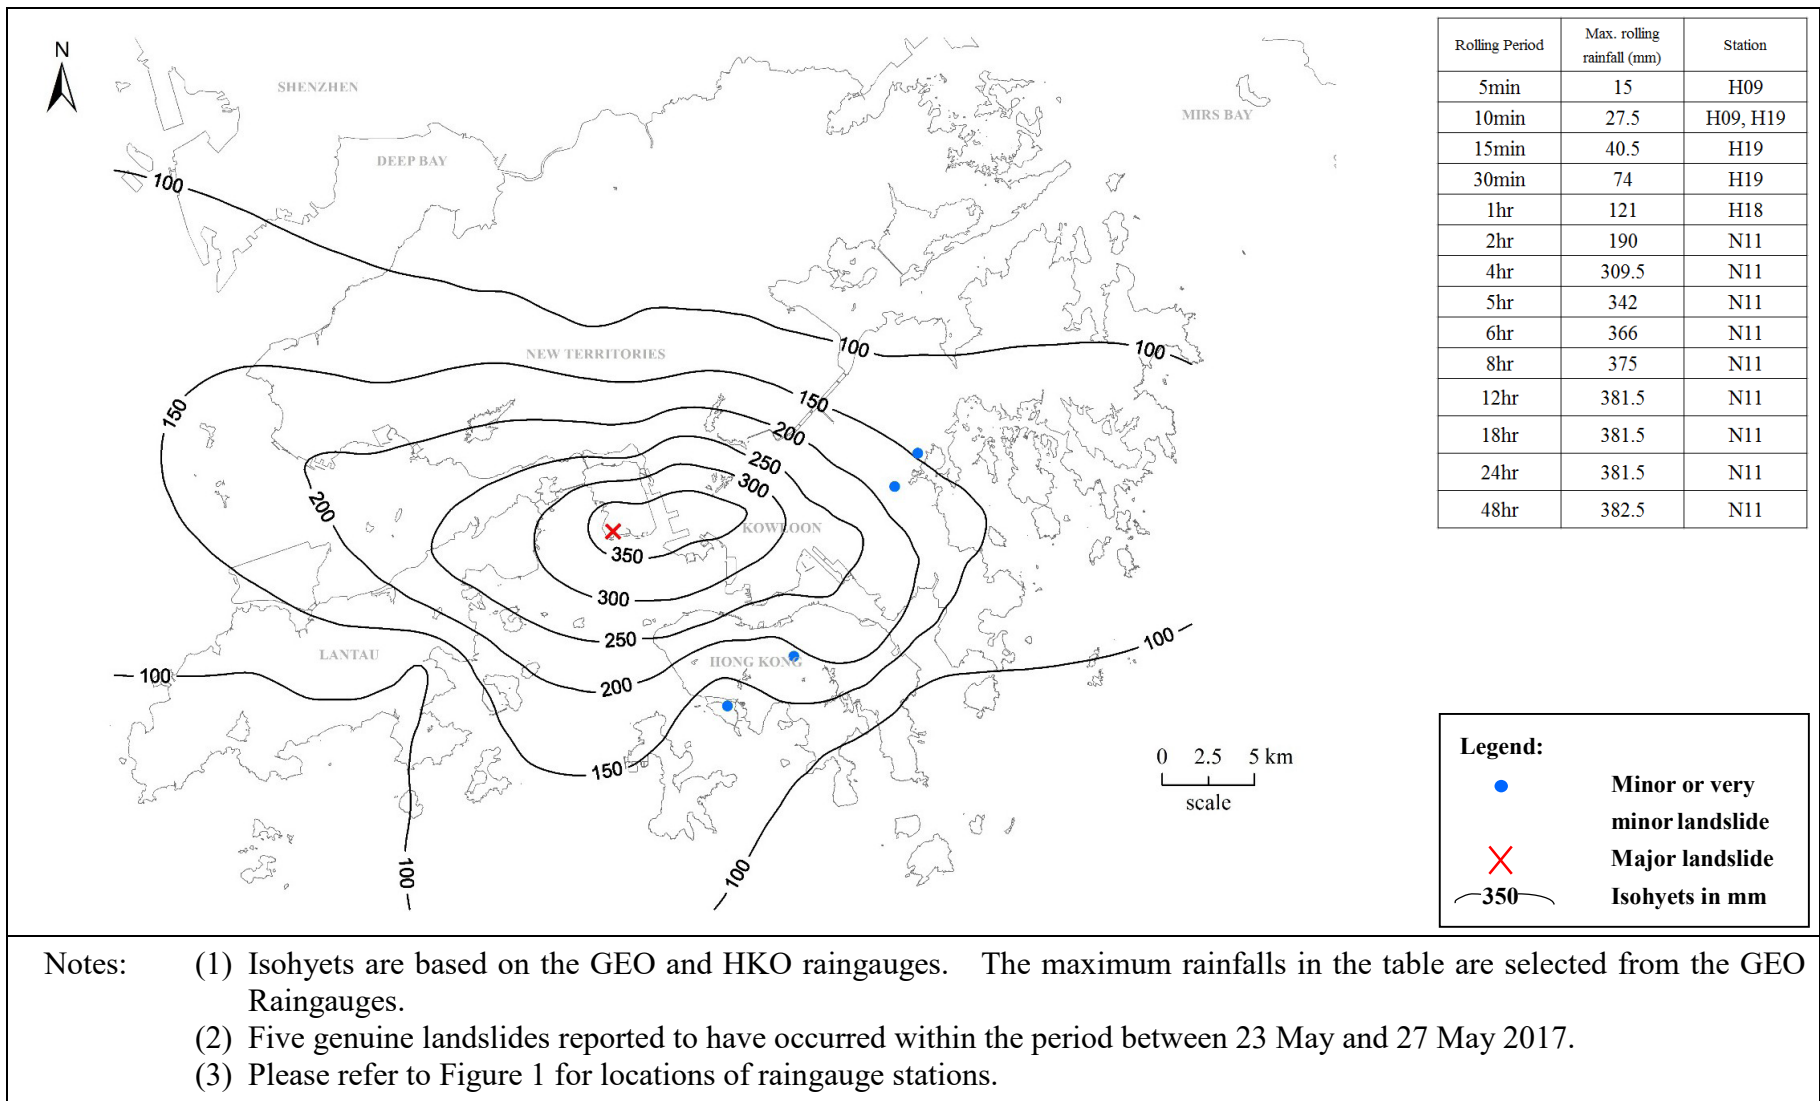 N
SHENZHEN
MIRS BAY
DEEP BAY
100
NEW TERRITORIES
100
100
150
150
200
250
300
200
KOWLOON
350
300
250
100
LANTAU
HONG KONG
100
200
150
100
100
0 2.5 5 km
scale
Rolling Period Max. rolling rainfall (mm) Station
5min 15 H09
10min 27.5 H09, H19
15min 40.5 H19
30min 74 H19
1hr 121 H18
2hr 190 N11
4hr 309.5 N11
5hr 342 N11
6hr 366 N11
8hr 375 N11
12hr 381.5 N11
18hr 381.5 N11
24hr 381.5 N11
48hr 382.5 N11
Legend:
Minor or very
minor landslide
Major landslide
350 Isohyets in mm
Notes: (1) Isohyets are based on the GEO and HKO raingauges. The maximum rainfalls in the table are selected from the GEO
Raingauges.
(2) Five genuine landslides reported to have occurred within the period between 23 May and 27 May 2017.
(3) Please refer to Figure 1 for locations of raingauge stations.